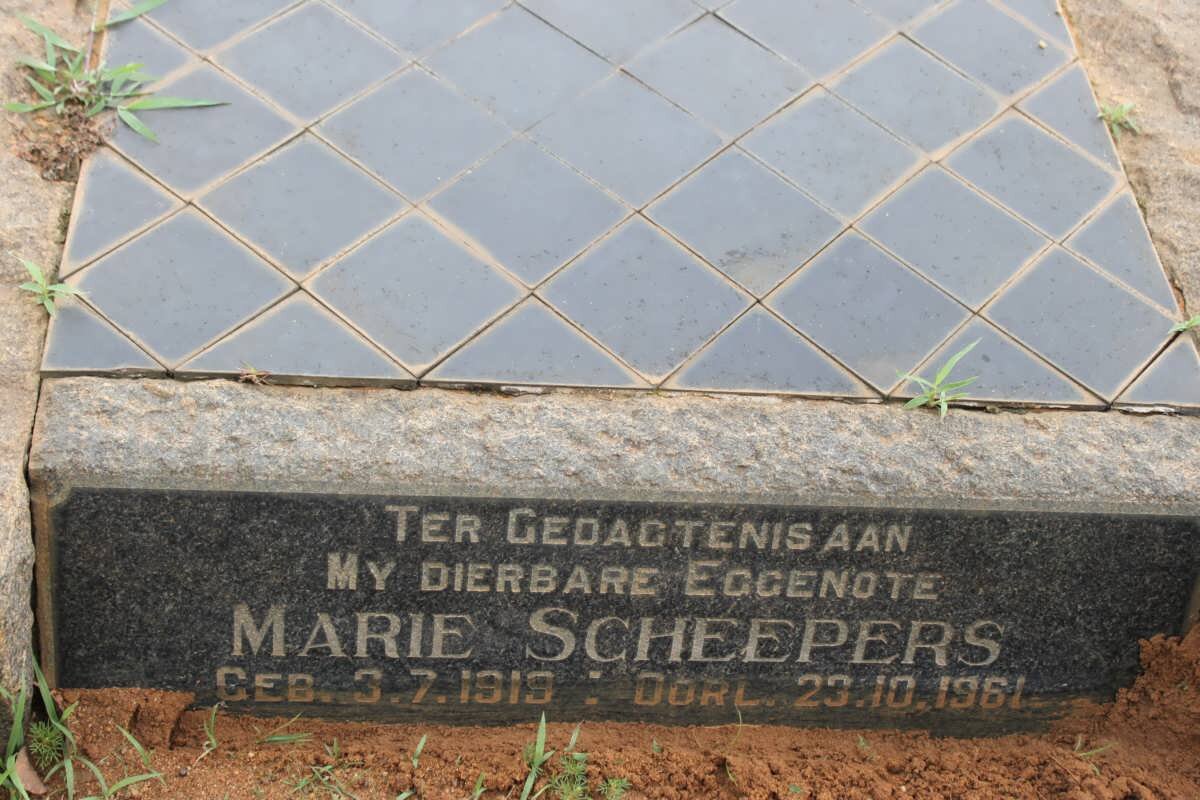 TER GEDAGTENIS AAN
MY DIERBARE EGGENOTE
MARIE SCHEEPERS
GEB. 3.7.1919 : OORL. 23.10.1961.